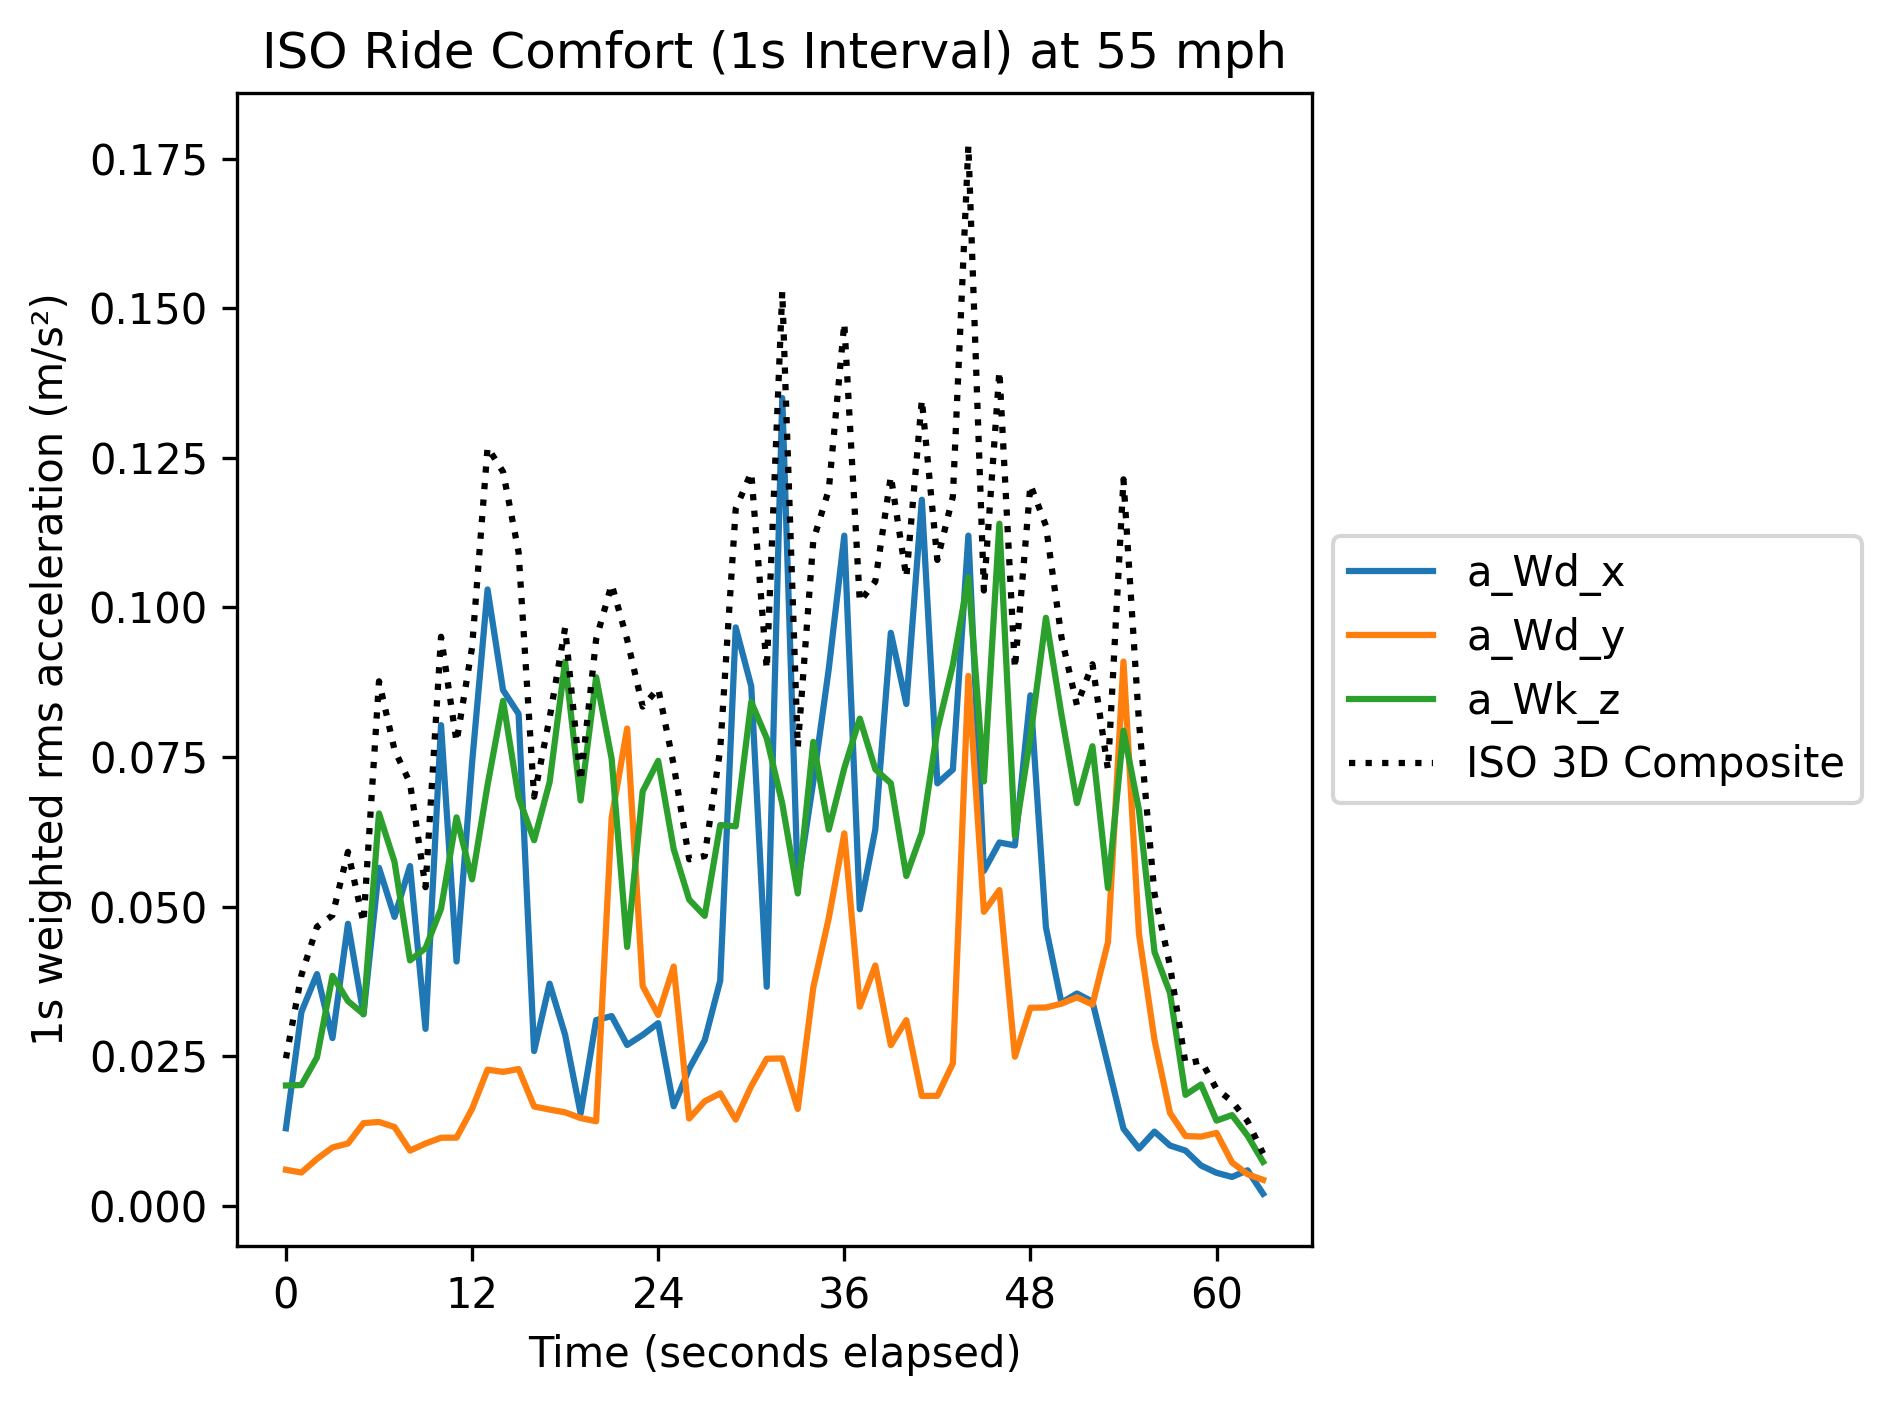 ISO Ride Comfort (1s Interval) at 55 mph
1s weighted rms acceleration (m/s²)
0.175
0.150
0.125
0.100
0.075
0.050
0.025
0.000
0 12 24 36 48 60
Time (seconds elapsed)
a_Wd_x
a_Wd_y
a_Wk_z
ISO 3D Composite